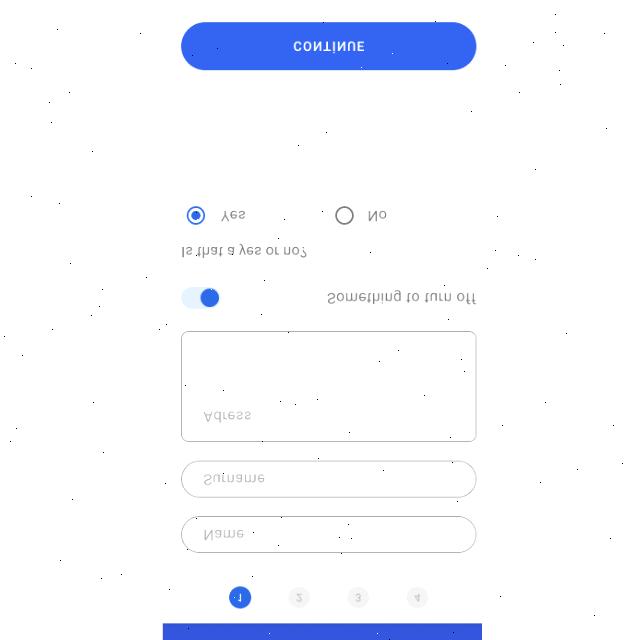 1 2 3 4
Name
Surname
Adress
Something to turn off
Is that a yes or no?
Yes No
CONTINUE